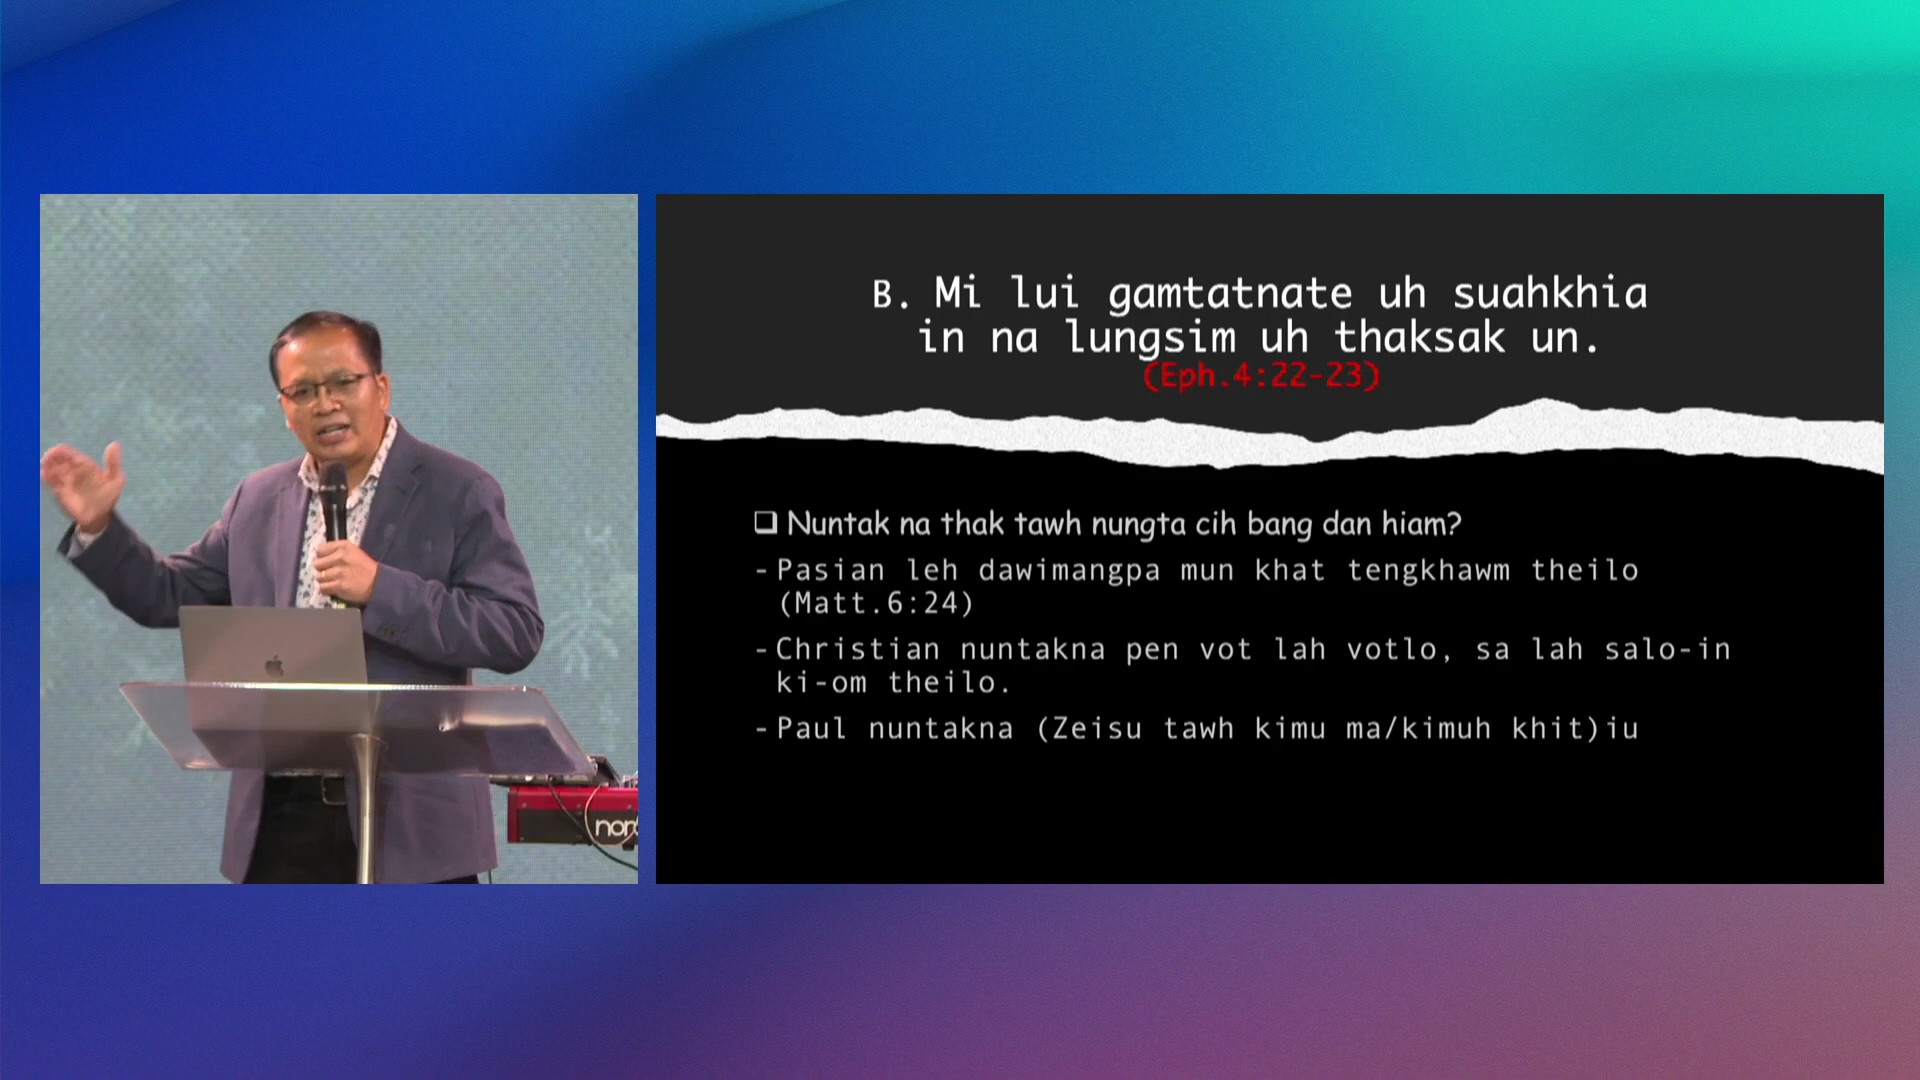 B. Mi lui gamtatnate uh suahkhia
in na lungsim uh thaksak un.
(Eph.4:22-23)
❑ Nuntak na thak tawh nungta cih bang dan hiam?
- Pasian leh dawimangpa mun khat tengkhawm theilo
(Matt.6:24)
- Christian nuntakna pen vot lah votlo, sa lah salo-in
ki-om theilo.
- Paul nuntakna (Zeisu tawh kimu ma/kimuh khit)iu